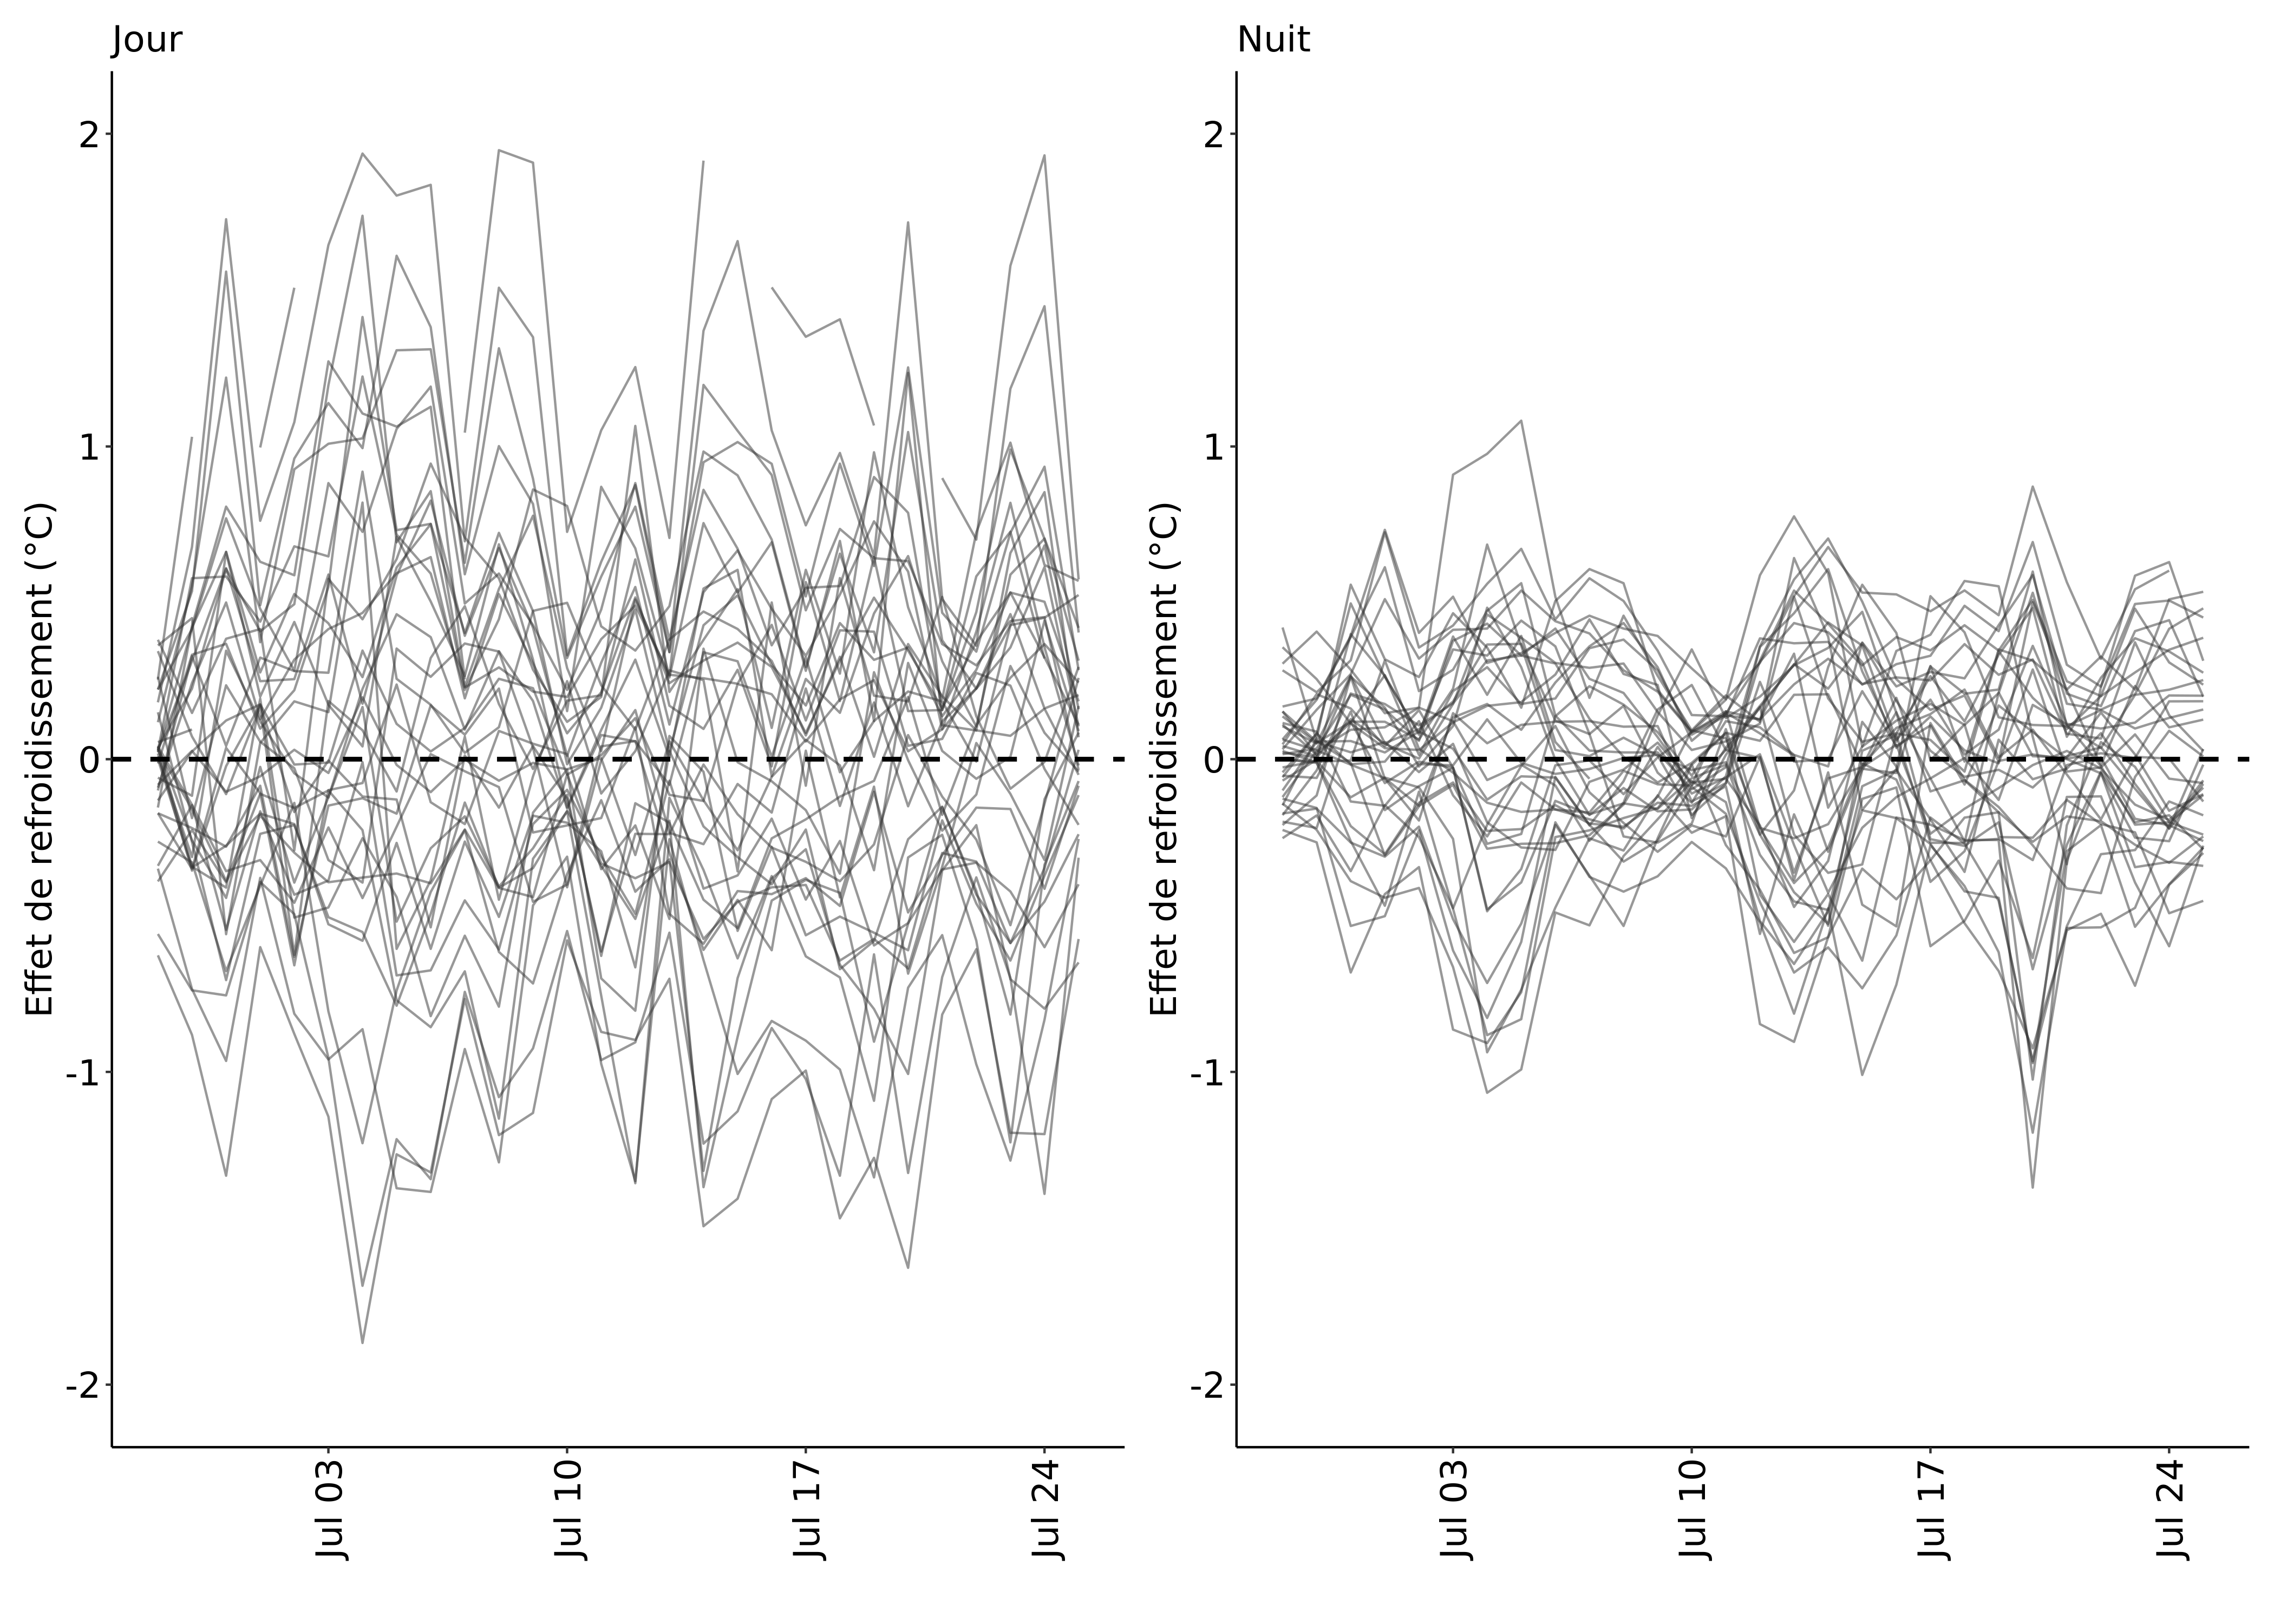 Jour
Effet de refroidissement (°C)
2
1
0
-1
-2
Jul 03
Jul 10
Jul 17
Jul 24
Nuit
Effet de refroidissement (°C)
2
1
0
-1
-2
Jul 03
Jul 10
Jul 17
Jul 24